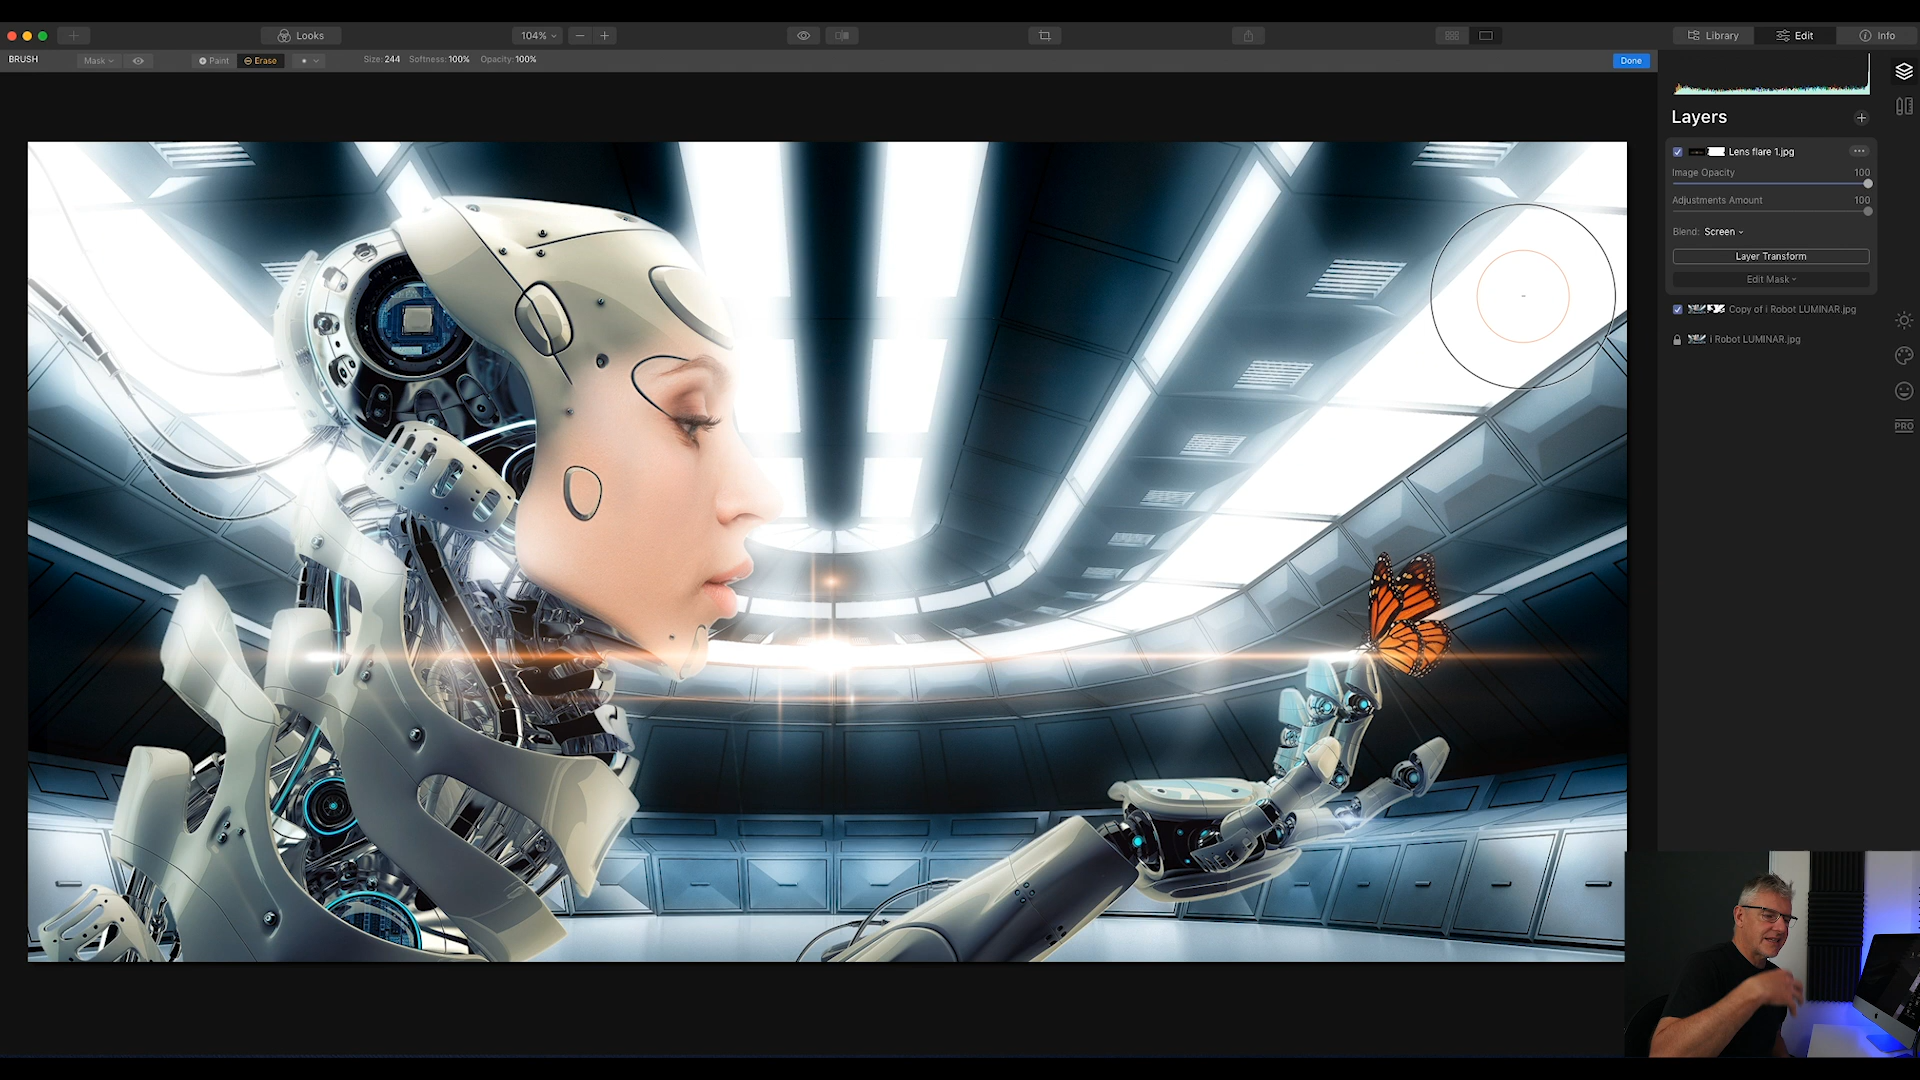 Looks
104%
Library
Edit
Info
BRUSH
Mask
Paint
Erase
Size: 244
Softness: 100%
Opacity: 100%
Done
Layers
Lens flare 1.jpg
Image Opacity
100
Adjustments Amount
100
Blend: Screen
Layer Transform
Edit Mask
Copy of i Robot LUMINAR.jpg
i Robot LUMINAR.jpg
PRO